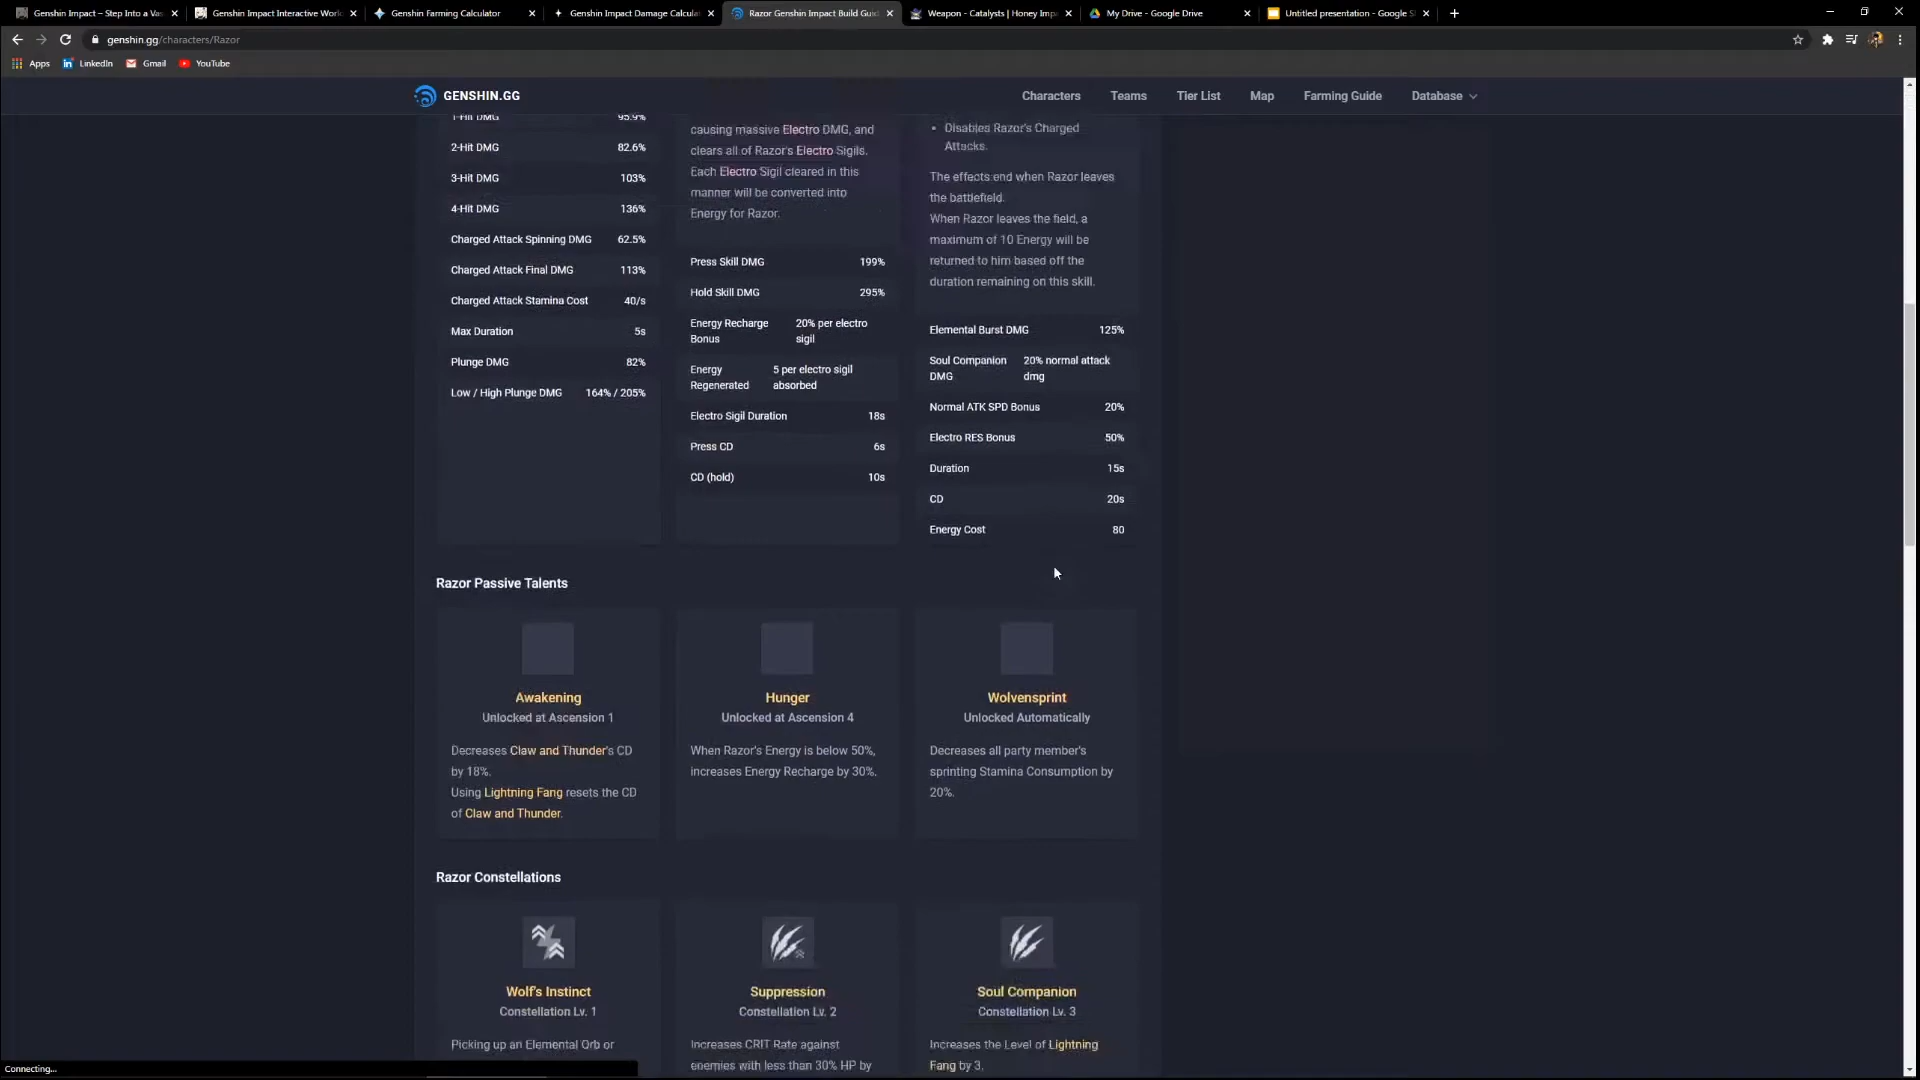 Genshin Impact – Step Into a Vas
Genshin Impact Interactive Worl
Genshin Farming Calculator
Genshin Impact Damage Calcula
Razor Genshin Impact Build Guid
Weapon - Catalysts | Honey Imp
My Drive - Google Drive
Untitled presentation - Google S
genshin.gg/characters/Razor
Apps
LinkedIn
Gmail
YouTube
GENSHIN.GG
Characters
Teams
Tier List
Map
Farming Guide
Database
1-Hit DMG 95.9%
2-Hit DMG 82.6%
3-Hit DMG 103%
4-Hit DMG 136%
Charged Attack Spinning DMG 62.5%
Charged Attack Final DMG 113%
Charged Attack Stamina Cost 40/s
Max Duration 5s
Plunge DMG 82%
Low / High Plunge DMG 164% / 205%
causing massive Electro DMG, and
clears all of Razor's Electro Sigils.
Each Electro Sigil cleared in this
manner will be converted into
Energy for Razor.
Press Skill DMG 199%
Hold Skill DMG 295%
Energy Recharge 20% per electro
Bonus sigil
Energy 5 per electro sigil
Regenerated absorbed
Electro Sigil Duration 18s
Press CD 6s
CD (hold) 10s
• Disables Razor's Charged
Attacks.
The effects end when Razor leaves
the battlefield.
When Razor leaves the field, a
maximum of 10 Energy will be
returned to him based off the
duration remaining on this skill.
Elemental Burst DMG 125%
Soul Companion 20% normal attack
DMG dmg
Normal ATK SPD Bonus 20%
Electro RES Bonus 50%
Duration 15s
CD 20s
Energy Cost 80
Razor Passive Talents
Awakening
Unlocked at Ascension 1
Decreases Claw and Thunder's CD
by 18%.
Using Lightning Fang resets the CD
of Claw and Thunder.
Hunger
Unlocked at Ascension 4
When Razor's Energy is below 50%,
increases Energy Recharge by 30%.
Wolvensprint
Unlocked Automatically
Decreases all party member's
sprinting Stamina Consumption by
20%.
Razor Constellations
Wolf's Instinct
Constellation Lv. 1
Picking up an Elemental Orb or
Suppression
Constellation Lv. 2
Increases CRIT Rate against
enemies with less than 30% HP by
Soul Companion
Constellation Lv. 3
Increases the Level of Lightning
Fang by 3.
Connecting...